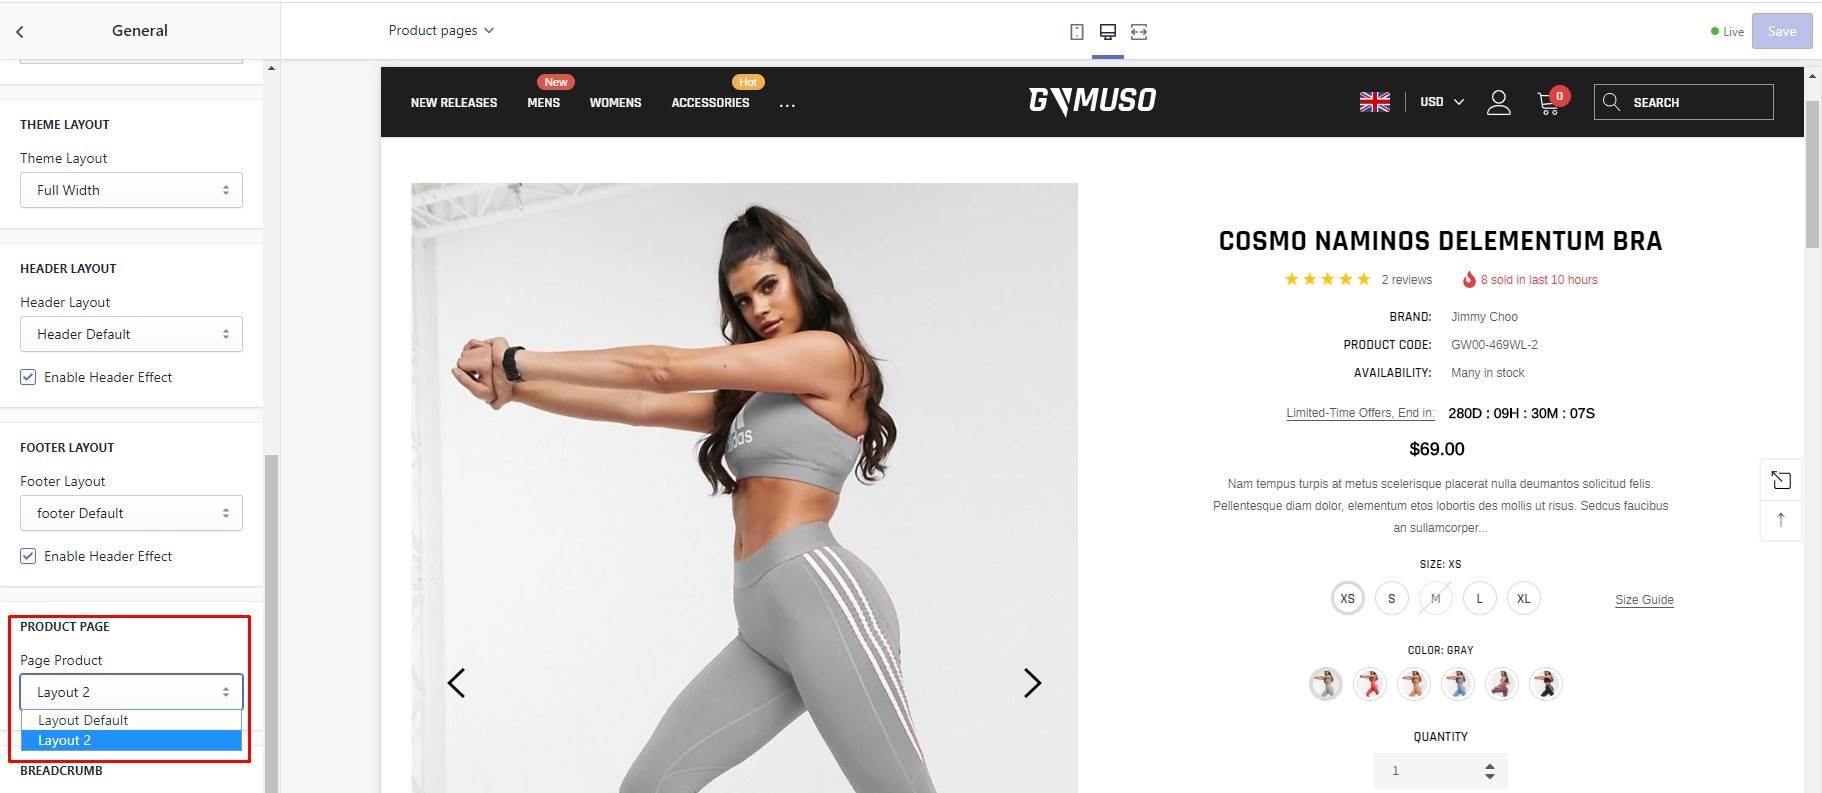 General
Product pages
Live
Save
THEME LAYOUT
Theme Layout
Full Width
HEADER LAYOUT
Header Layout
Header Default
Enable Header Effect
FOOTER LAYOUT
Footer Layout
footer Default
Enable Header Effect
PRODUCT PAGE
Page Product
Layout 2
Layout Default
Layout 2
BREADCRUMB
New
Hot
NEW RELEASES MENS WOMENS ACCESSORIES ...
GYMUSO
USD
0
SEARCH
adidas
COSMO NAMINOS DELEMENTUM BRA
2 reviews 8 sold in last 10 hours
BRAND: Jimmy Choo
PRODUCT CODE: GW00-469WL-2
AVAILABILITY: Many in stock
Limited-Time Offers, End in: 280D : 09H : 30M : 07S
$69.00
Nam tempus turpis at metus scelerisque placerat nulla deumantos solicitud felis.
Pellentesque diam dolor, elementum etos lobortis des mollis ut risus. Sedcus faucibus
an sullamcorper...
SIZE: XS
XS S M L XL
Size Guide
COLOR: GRAY
QUANTITY
1